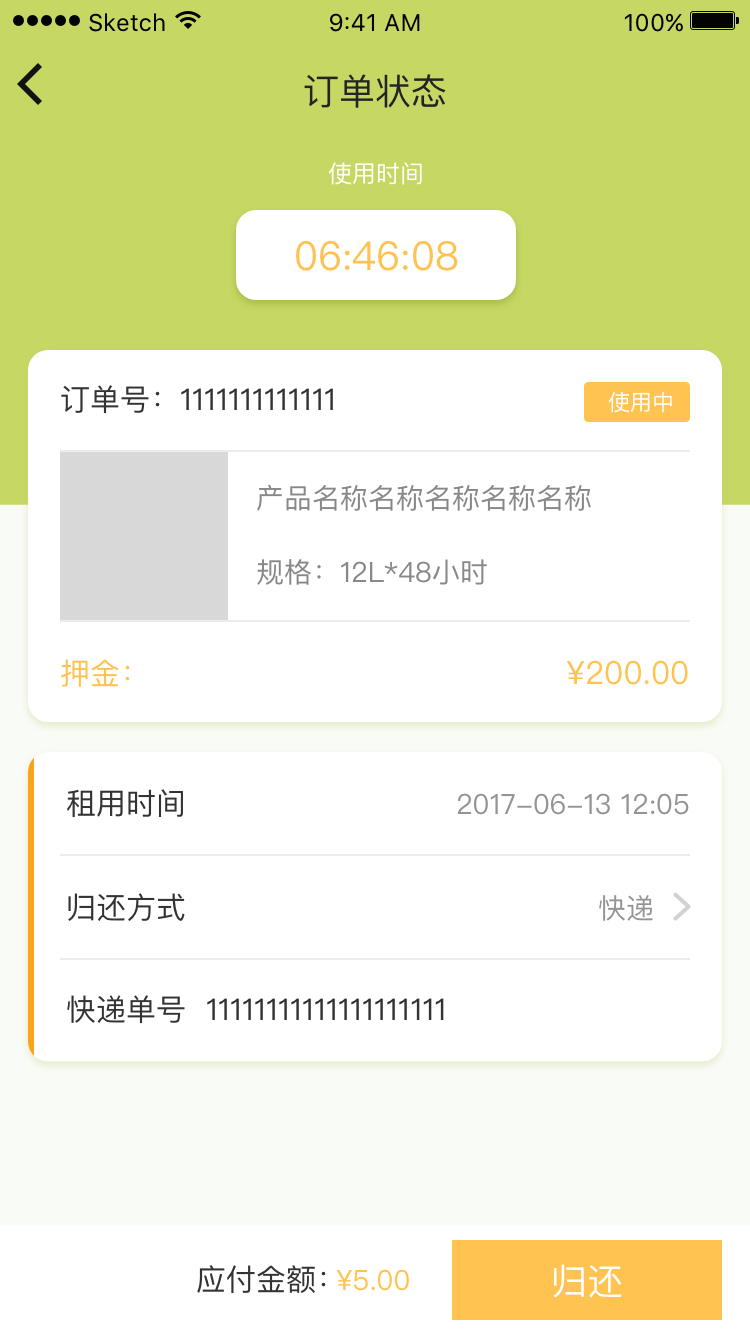 Sketch 9:41 AM 100%
订单状态
使用时间
06:46:08
订单号：1111111111111 使用中
产品名称名称名称名称名称
规格：12L*48小时
押金： ¥200.00
租用时间 2017-06-13 12:05
归还方式 快递
快递单号 11111111111111111111
应付金额：¥5.00 归还